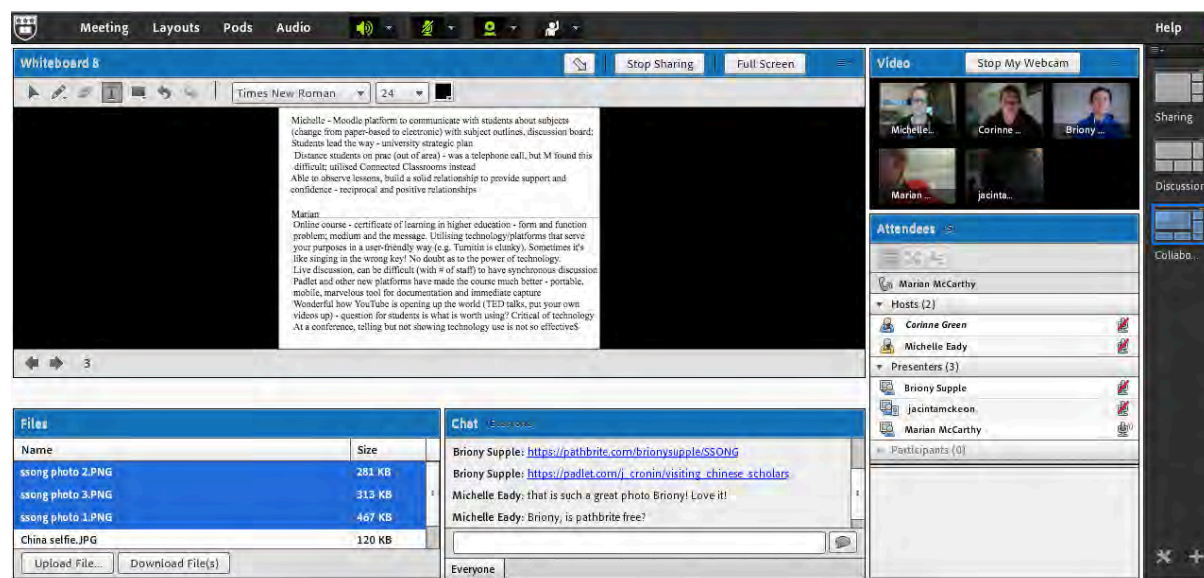 Meeting Layouts Pods Audio Help
Whiteboard 8 Stop Sharing Full Screen
Times New Roman 24
Michelle - Moodle platform to communicate with students about subjects
(change from paper-based to electronic) with subject outlines, discussion board;
Students lead the way - university strategic plan
Distance students on prac (out of area) - was a telephone call, but M found this
difficult; utilised Connected Classrooms instead
Able to observe lessons, build a solid relationship to provide support and
confidence - reciprocal and positive relationships
Marian
Online course - certificate of learning in higher education - form and function
problem; medium and the message. Utilising technology/platforms that serve
your purposes in a user-friendly way (e.g. Turnitin is clunky). Sometimes it's
like singing in the wrong key! No doubt as to the power of technology.
Live discussion, can be difficult (with # of staff) to have synchronous discussion
Padlet and other new platforms have made the course much better - portable,
mobile, marvelous tool for documentation and immediate capture
Wonderful how YouTube is opening up the world (TED talks, put your own
videos up) - question for students is what is worth using? Critical of technology
At a conference, telling but not showing technology use is not so effective$
3
Files
Name Size
ssong photo 2.PNG 281 KB
ssong photo 3.PNG 313 KB
ssong photo 1.PNG 467 KB
China selfie.JPG 120 KB
Upload File... Download File(s)
Chat (Everyone)
Briony Supple: https://pathbrite.com/brionysupple/SSONG
Briony Supple: https://padlet.com/j_cronin/visiting_chinese_scholars
Michelle Eady: that is such a great photo Briony! Love it!
Michelle Eady: Briony, is pathbrite free?
Everyone
Video Stop My Webcam
Michelle... Corinne ... Briony ...
Marian ... jacinta...
Attendees (5)
Marian McCarthy
Hosts (2)
Corinne Green
Michelle Eady
Presenters (3)
Briony Supple
jacintamckeon
Marian McCarthy
Participants (0)
Sharing
Discussion
Collabo...